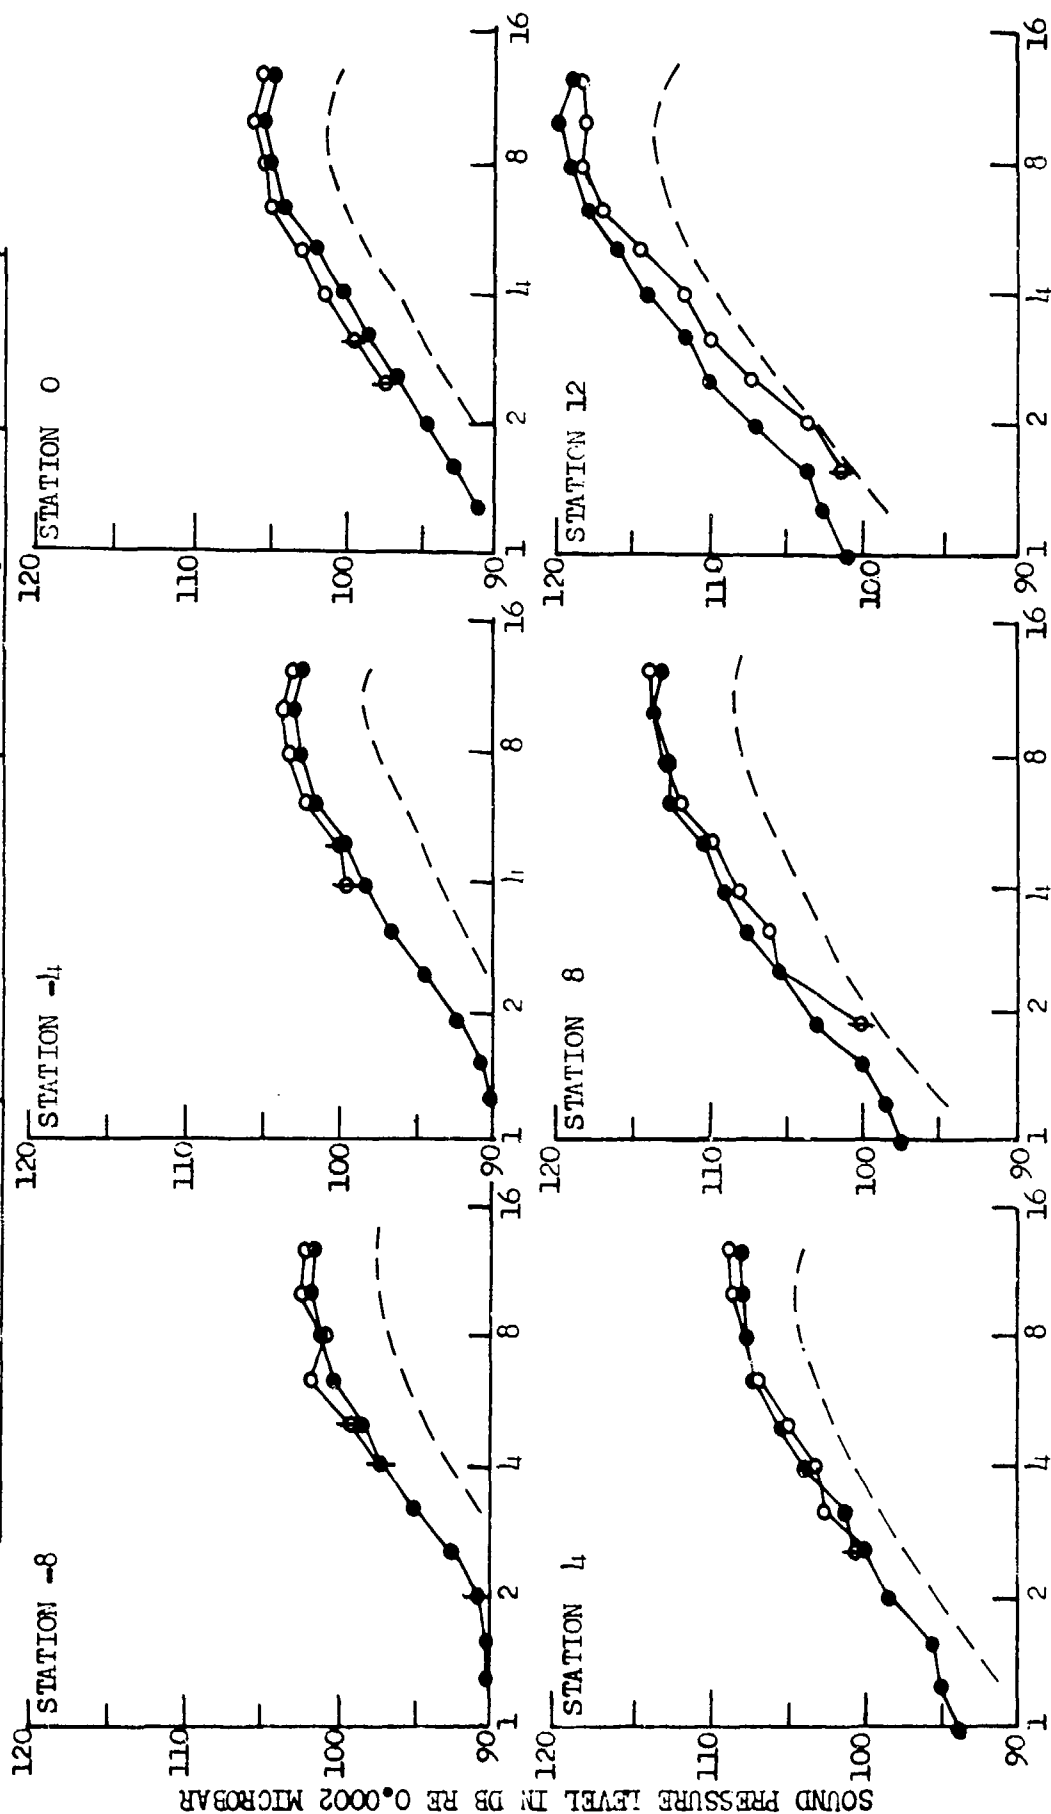 SOUND PRESSURE LEVEL IN DB RE 0.0002 MICROBAR
STATION -8
120
110
100
90
1 2 4 8 16
STATION -4
120
110
100
90
1 2 4 8 16
STATION 0
120
110
100
90
1 2 4 8 16
STATION 4
120
110
100
90
1 2 4 8 16
STATION 8
120
110
100
90
1 2 4 8 16
STATION 12
120
110
100
90
1 2 4 8 16